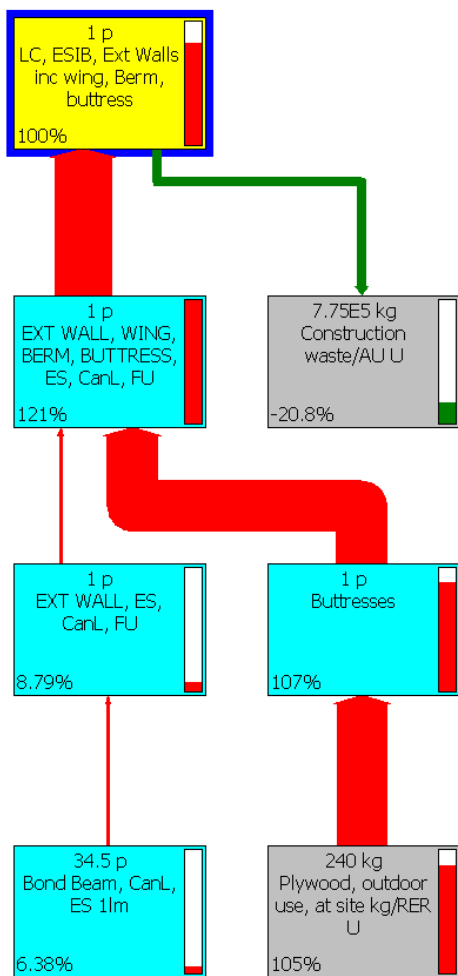 1 p
LC, ESIB, Ext Walls
inc wing, Berm,
buttress
100%
1 p
EXT WALL, WING,
BERM, BUTTRESS,
ES, CanL, FU
121%
7.75E5 kg
Construction
waste/AU U
-20.8%
1 p
EXT WALL, ES,
CanL, FU
8.79%
1 p
Buttresses
107%
34.5 p
Bond Beam, CanL,
ES 1lm
6.38%
240 kg
Plywood, outdoor
use, at site kg/RER
U
105%